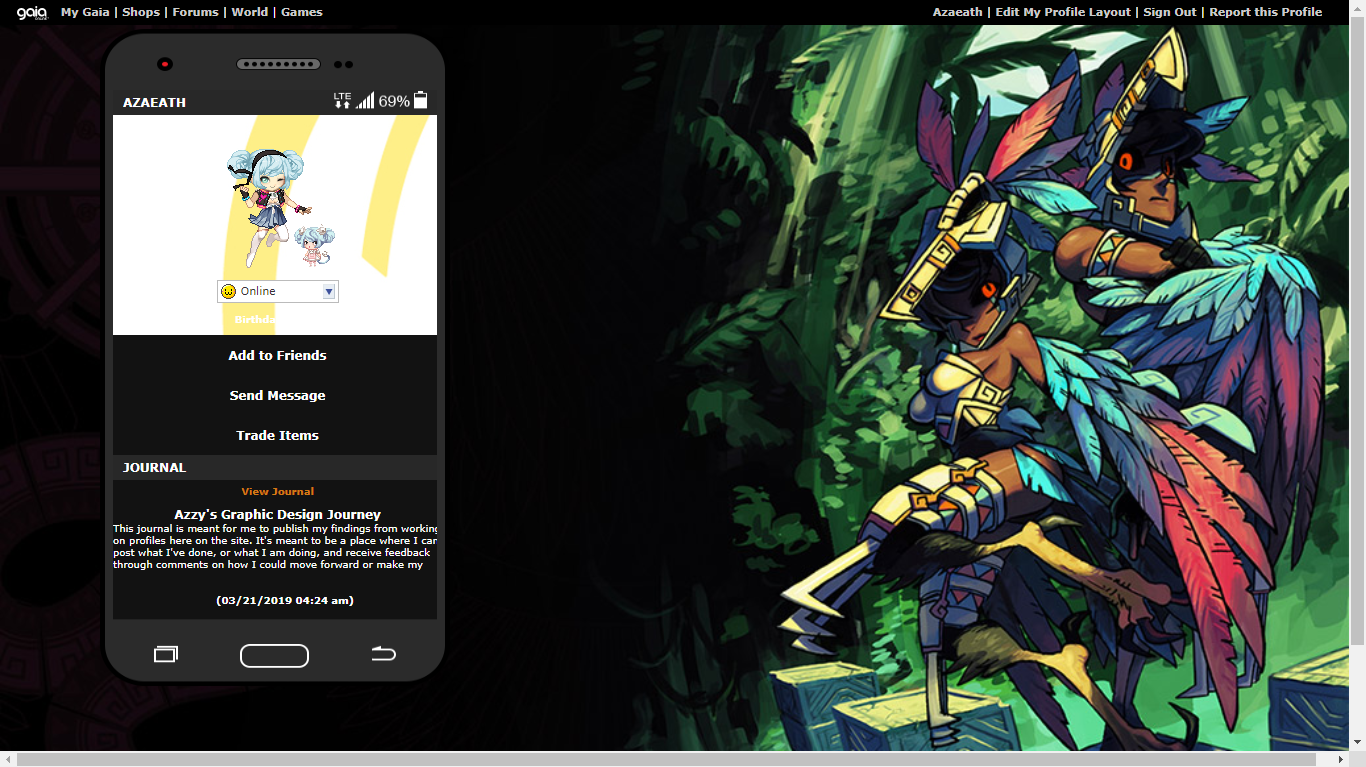 gaia My Gaia | Shops | Forums | World | Games
Azaeath | Edit My Profile Layout | Sign Out | Report this Profile
AZAEATH
LTE 69%
Online
Birthda
Add to Friends
Send Message
Trade Items
JOURNAL
View Journal
Azzy's Graphic Design Journey
This journal is meant for me to publish my findings from working
on profiles here on the site. It's meant to be a place where I can
post what I've done, or what I am doing, and receive feedback
through comments on how I could move forward or make my
(03/21/2019 04:24 am)